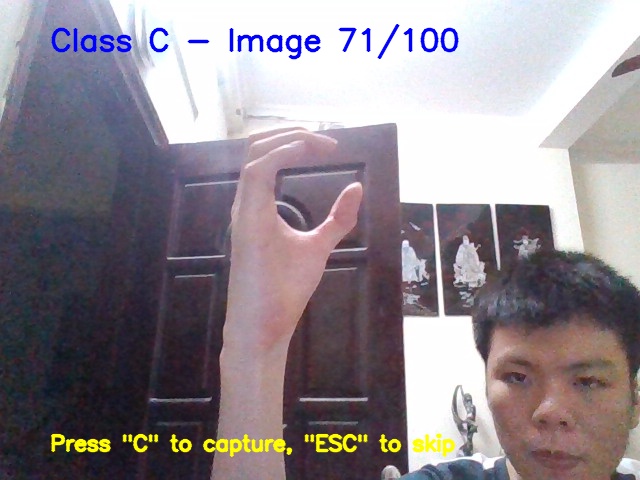 Class C - Image 71/100
Press "C" to capture, "ESC" to skip